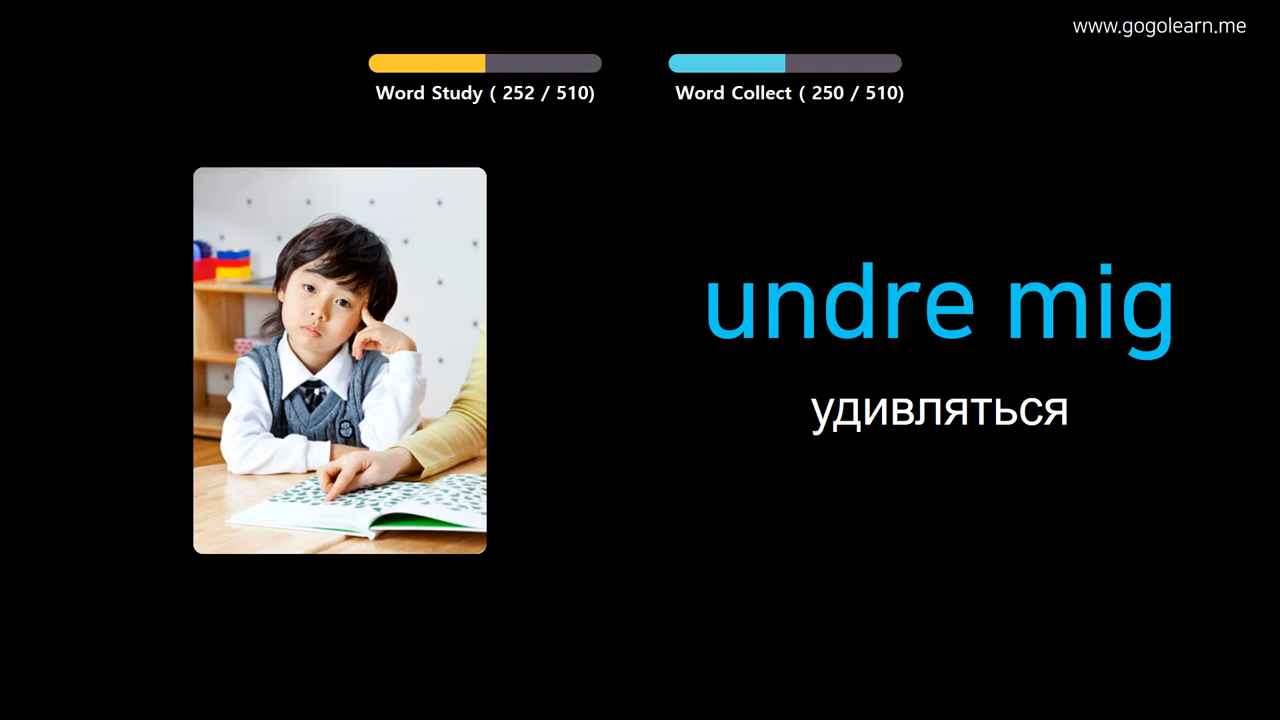 www.gogolearn.me
Word Study ( 252 / 510)
Word Collect ( 250 / 510)
undre mig
удивляться